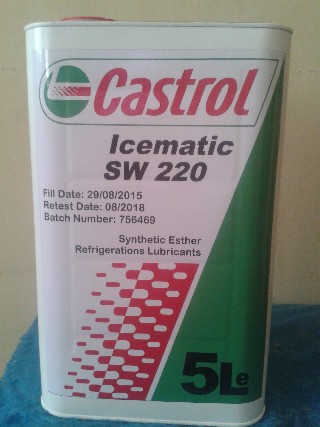 Castrol
Icematic
SW 220
Fill Date: 29/08/2015
Retest Date: 08/2018
Batch Number: 756469
Synthetic Esther
Refrigerations Lubricants
5Le